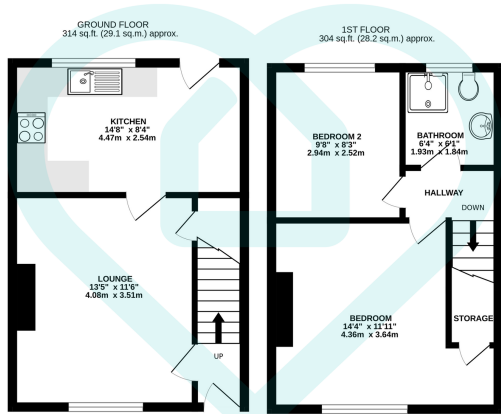 GROUND FLOOR
314 sq.ft. (29.1 sq.m.) approx.
KITCHEN
14'8" x 8'4"
4.47m x 2.54m
LOUNGE
13'5" x 11'6"
4.08m x 3.51m
UP
1ST FLOOR
304 sq.ft. (28.2 sq.m.) approx.
BEDROOM 2
9'8" x 8'3"
2.94m x 2.52m
BATHROOM
6'4" x 6'1"
1.93m x 1.84m
HALLWAY
DOWN
STORAGE
BEDROOM
14'4" x 11'11"
4.36m x 3.64m